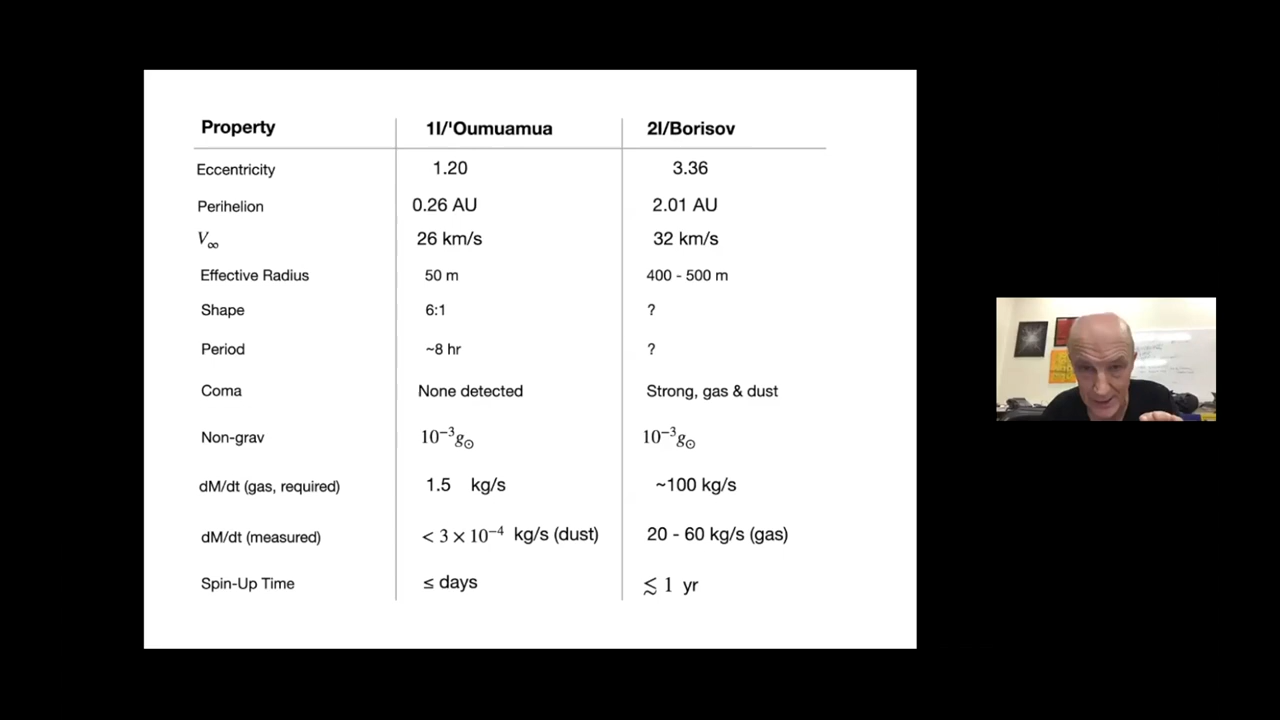 Property 1I/'Oumuamua 2I/Borisov
Eccentricity 1.20 3.36
Perihelion 0.26 AU 2.01 AU
V∞ 26 km/s 32 km/s
Effective Radius 50 m 400 - 500 m
Shape 6:1 ?
Period ~8 hr ?
Coma None detected Strong, gas & dust
Non-grav 10⁻³g⊙ 10⁻³g⊙
dM/dt (gas, required) 1.5 kg/s ~100 kg/s
dM/dt (measured) < 3 × 10⁻⁴ kg/s (dust) 20 - 60 kg/s (gas)
Spin-Up Time ≤ days ≲ 1 yr